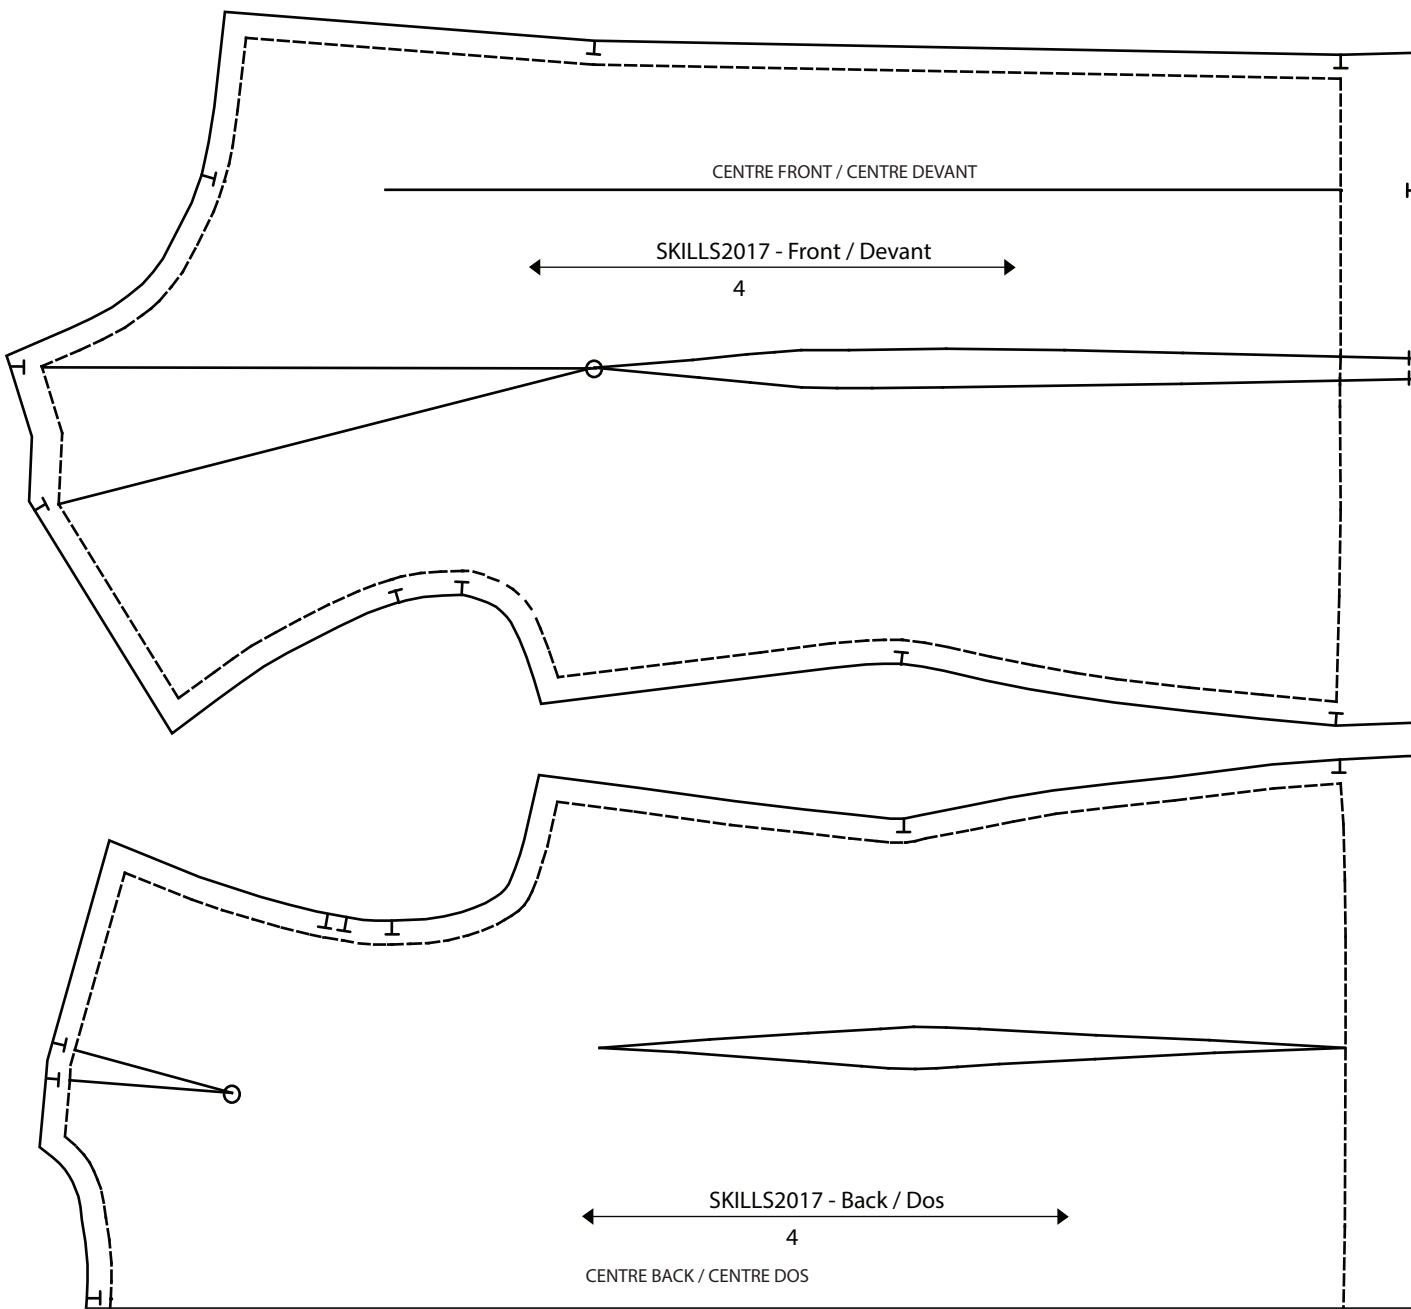 CENTRE FRONT / CENTRE DEVANT
SKILLS2017 - Front / Devant
4
SKILLS2017 - Back / Dos
4
CENTRE BACK / CENTRE DOS